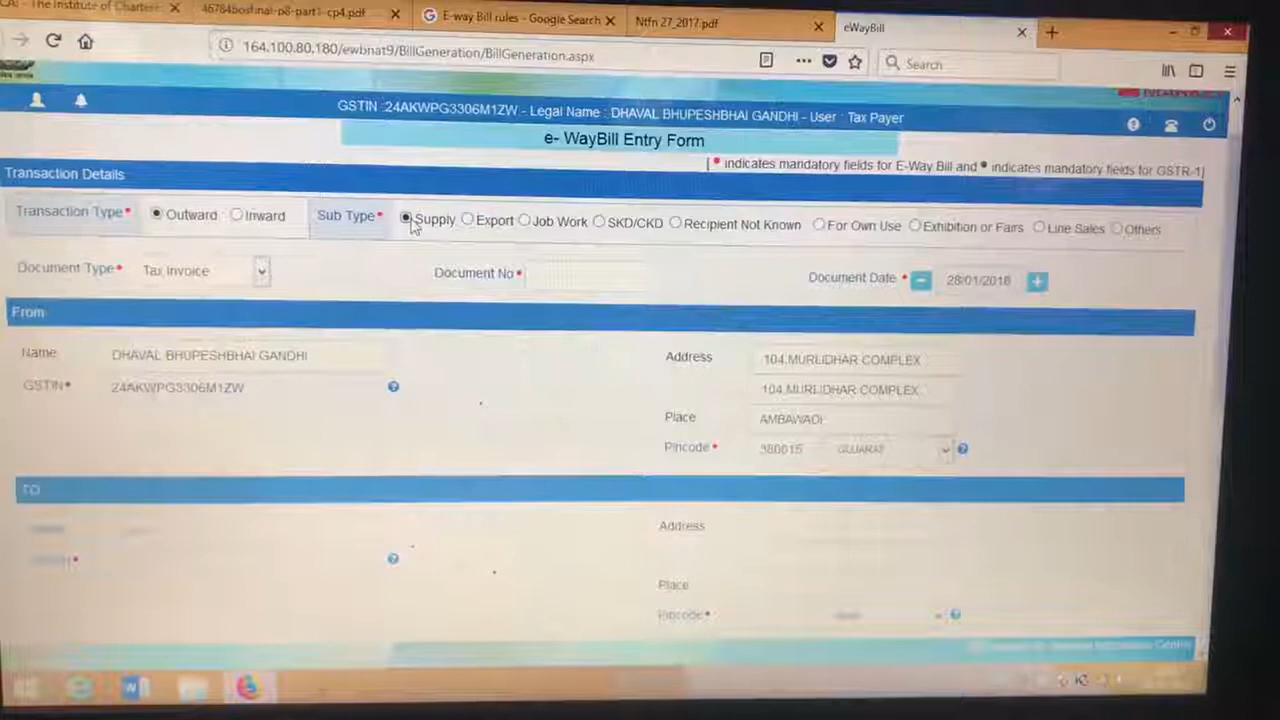 CA! - The Institute of Charter
46784bosfinal-p8-part1-cp4.pdf
E-way Bill rules - Google Search
Ntfn 27_2017.pdf
eWayBill
164.100.80.180/ewbnat9/BillGeneration/BillGeneration.aspx
Search
GSTIN :24AKWPG3306M1ZW - Legal Name : DHAVAL BHUPESHBHAI GANDHI - User : Tax Payer
e- WayBill Entry Form
[ * indicates mandatory fields for E-Way Bill and * indicates mandatory fields for GSTR-1]
Transaction Details
Transaction Type* Outward Inward Sub Type* Supply Export Job Work SKD/CKD Recipient Not Known For Own Use Exhibition or Fairs Line Sales Others
Document Type* Tax Invoice Document No* Document Date * 28/01/2018
From
Name DHAVAL BHUPESHBHAI GANDHI Address 104,MURLIDHAR COMPLEX
GSTIN* 24AKWPG3306M1ZW 104,MURLIDHAR COMPLEX
Place AMBAWADI
Pincode* 380015 GUJARAT
TO
Address
Place
Pincode*